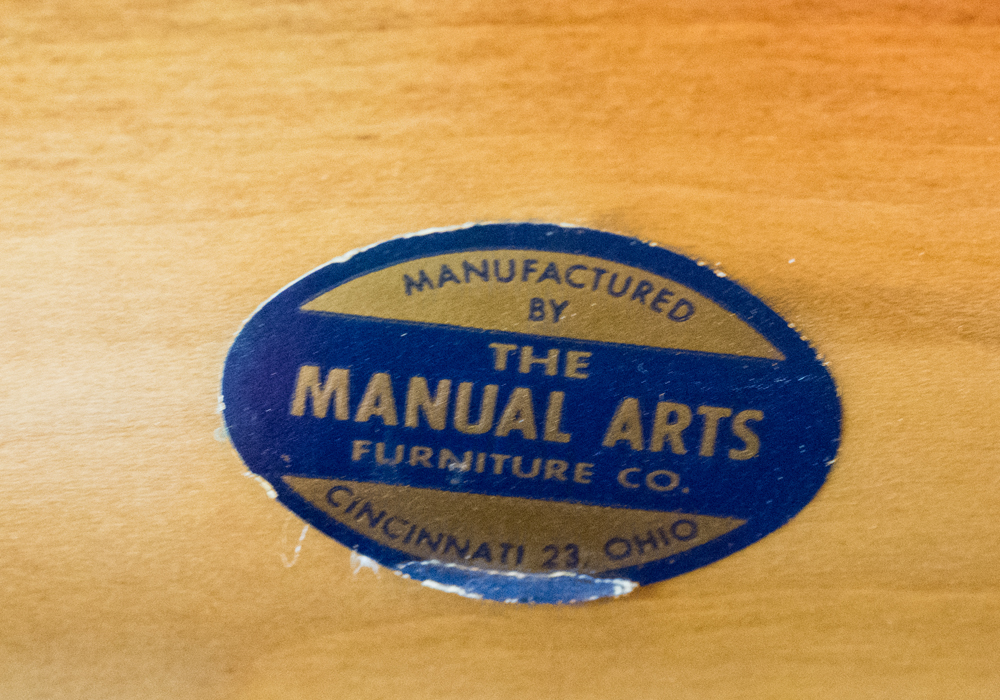 MANUFACTURED
BY
THE
MANUAL ARTS
FURNITURE CO.
CINCINNATI 23, OHIO